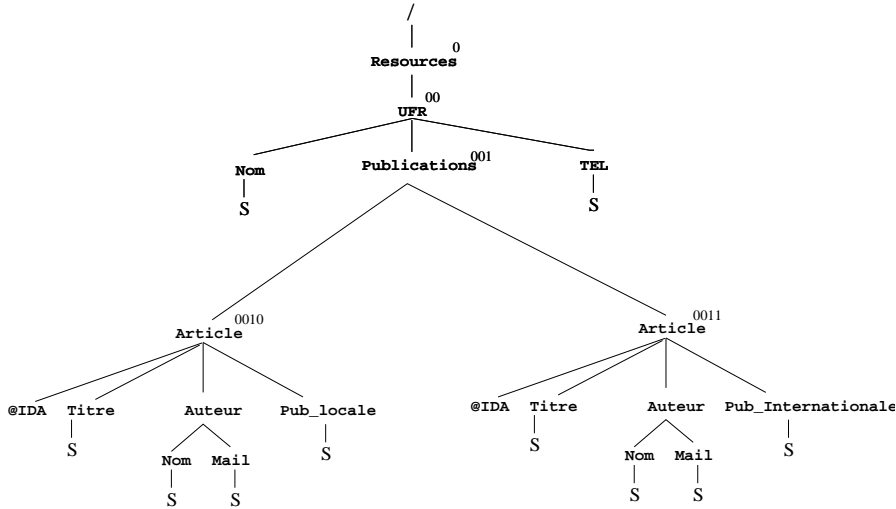 /
Resources 0
UFR 00
Nom Publications 001 TEL
S S
Article 0010 Article 0011
@IDA Titre Auteur Pub_locale @IDA Titre Auteur Pub_Internationale
S S S S
Nom Mail Nom Mail
S S S S